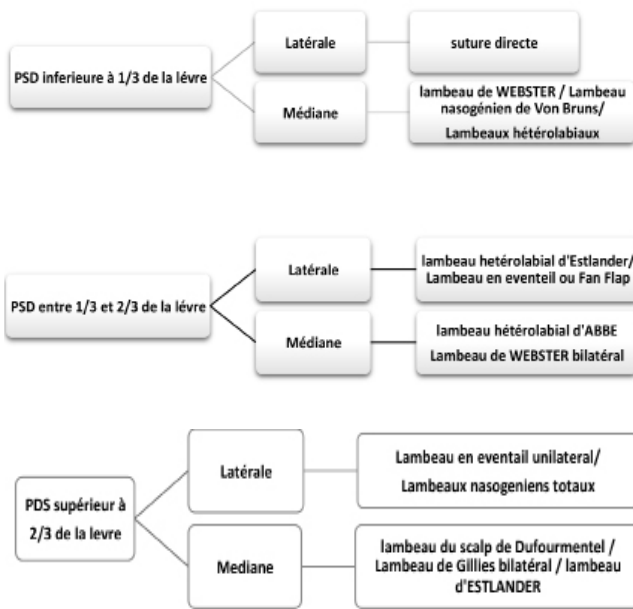 PSD inferieure à 1/3 de la lévre
Latérale
suture directe
Médiane
lambeau de WEBSTER / Lambeau
nasogénien de Von Bruns/
Lambeaux hétérolabiaux
PSD entre 1/3 et 2/3 de la lévre
Latérale
lambeau hetérolabial d'Estlander/
Lambeau en eventeil ou Fan Flap
Médiane
lambeau hétérolabial d'ABBE
Lambeau de WEBSTER bilatéral
PDS supérieur à
2/3 de la levre
Latérale
Lambeau en eventail unilateral/
Lambeaux nasogeniens totaux
Mediane
lambeau du scalp de Dufourmentel /
Lambeau de Gillies bilatéral / lambeau
d'ESTLANDER